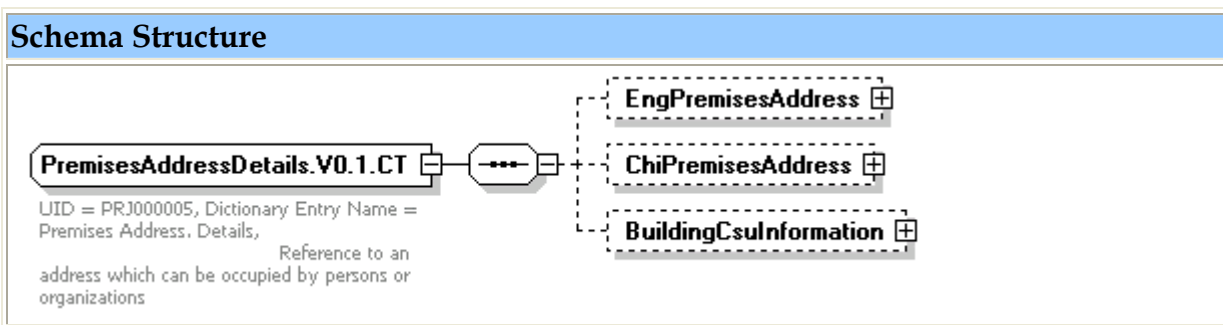 Schema Structure
EngPremisesAddress
PremisesAddressDetails.V0.1.CT
ChiPremisesAddress
BuildingCsuInformation
UID = PRJ000005, Dictionary Entry Name =
Premises Address. Details,
Reference to an
address which can be occupied by persons or
organizations